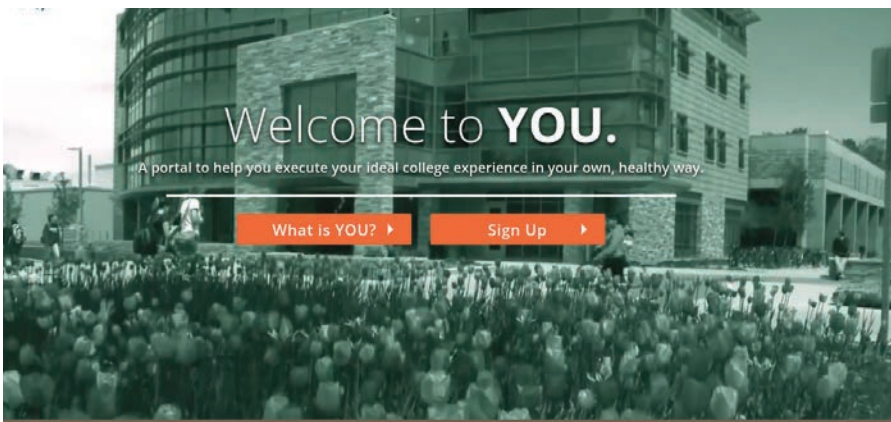 Welcome to YOU.
A portal to help you execute your ideal college experience in your own, healthy way.
What is YOU?
Sign Up